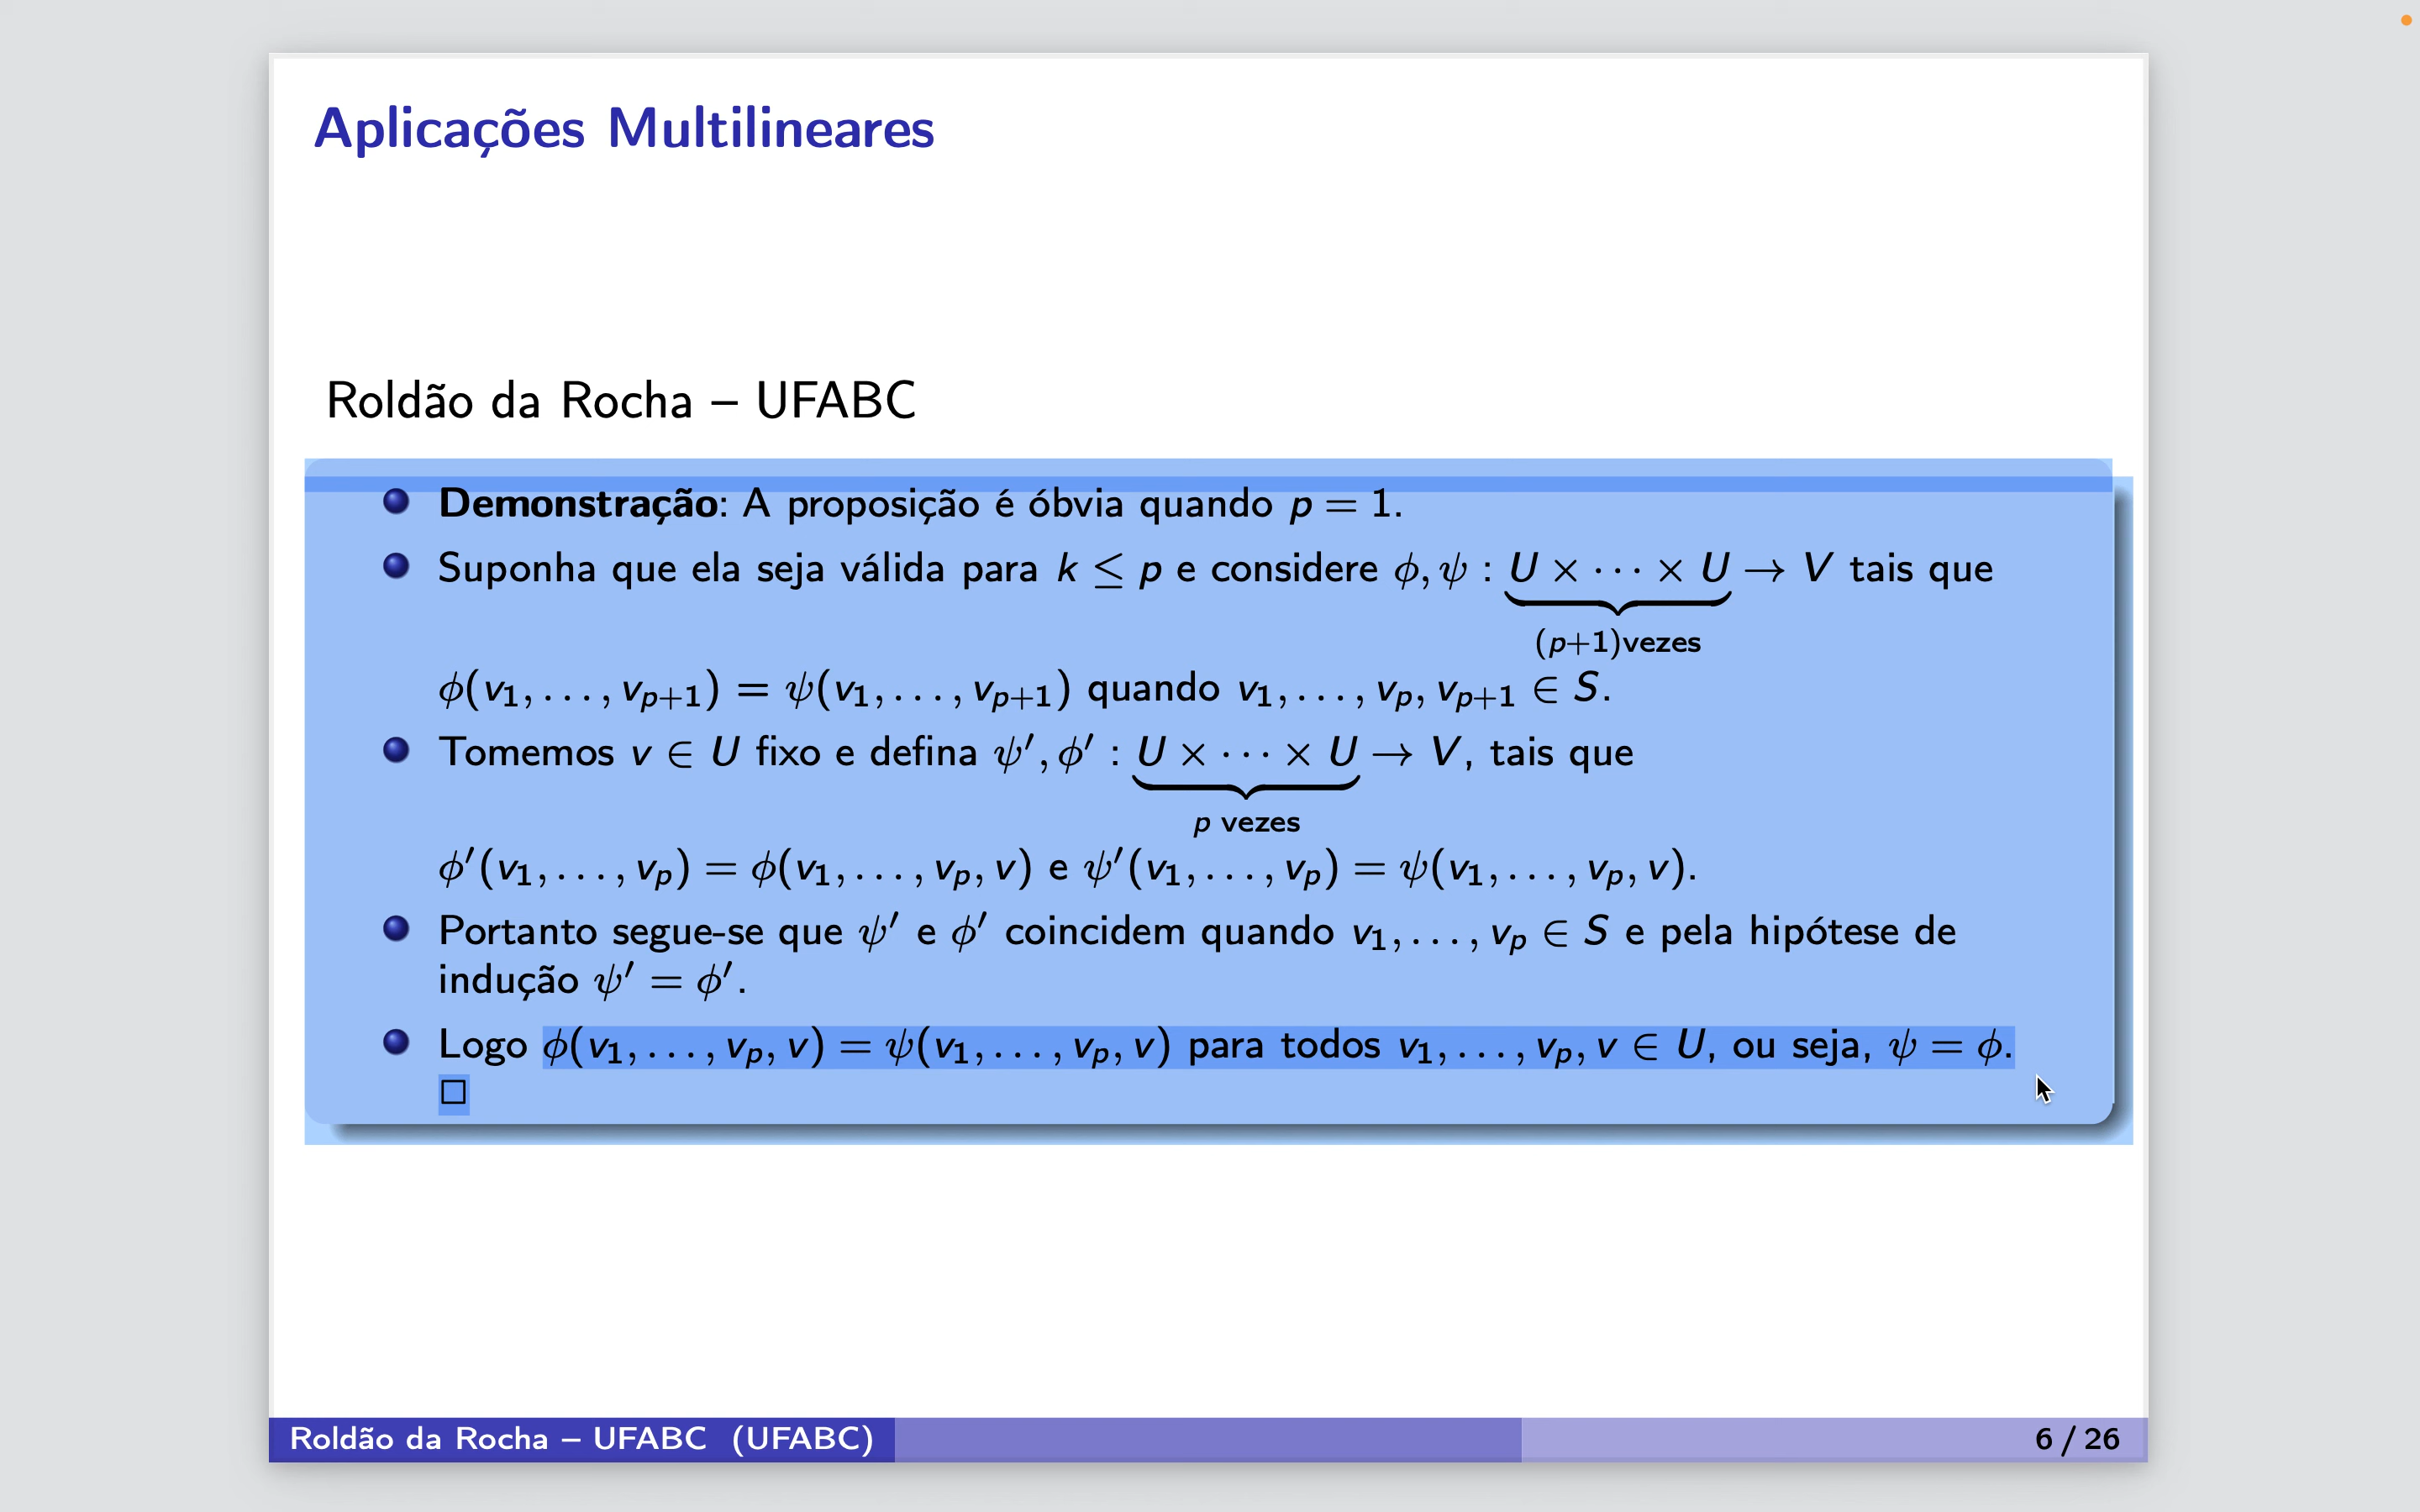 Aplicações Multilineares
Roldão da Rocha – UFABC
Demonstração: A proposição é óbvia quando p = 1.
Suponha que ela seja válida para k ≤ p e considere ϕ, ψ : U × ⋯ × U → V tais que
(p+1)vezes
ϕ(v₁, . . . , vₚ₊₁) = ψ(v₁, . . . , vₚ₊₁) quando v₁, . . . , vₚ, vₚ₊₁ ∈ S.
Tomemos v ∈ U fixo e defina ψ′, ϕ′ : U × ⋯ × U → V, tais que
p vezes
ϕ′(v₁, . . . , vₚ) = ϕ(v₁, . . . , vₚ, v) e ψ′(v₁, . . . , vₚ) = ψ(v₁, . . . , vₚ, v).
Portanto segue-se que ψ′ e ϕ′ coincidem quando v₁, . . . , vₚ ∈ S e pela hipótese de
indução ψ′ = ϕ′.
Logo ϕ(v₁, . . . , vₚ, v) = ψ(v₁, . . . , vₚ, v) para todos v₁, . . . , vₚ, v ∈ U, ou seja, ψ = ϕ.
□
Roldão da Rocha – UFABC (UFABC) 6 / 26